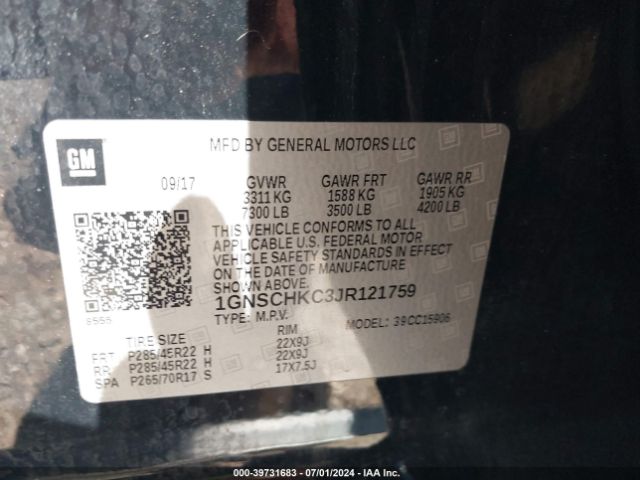 GM
MFD BY GENERAL MOTORS LLC
09/17 GVWR GAWR FRT GAWR RR
3311 KG 1588 KG 1905 KG
7300 LB 3500 LB 4200 LB
THIS VEHICLE CONFORMS TO ALL
APPLICABLE U.S. FEDERAL MOTOR
VEHICLE SAFETY STANDARDS IN EFFECT
ON THE DATE OF MANUFACTURE
SHOWN ABOVE.
8555 1GNSCHKC3JR121759
TYPE: M.P.V. MODEL: 39CC15906
TIRE SIZE RIM
FRT P285/45R22 H 22X9J
RR P285/45R22 H 22X9J
SPA P265/70R17 S 17X7.5J
000-39731683 - 07/01/2024 - IAA Inc.